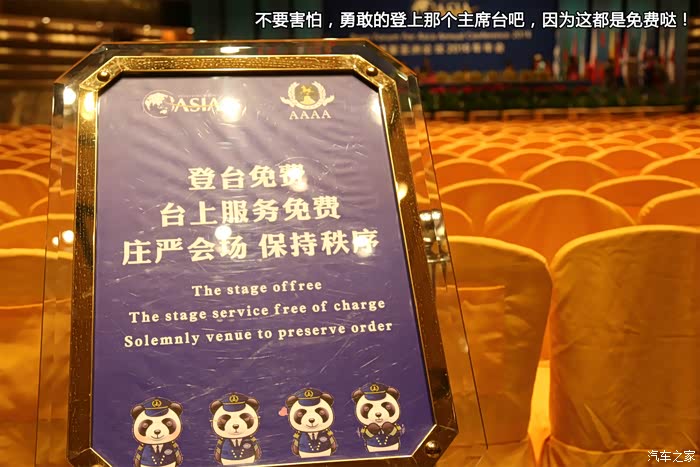 不要害怕，勇敢的登上那个主席台吧，因为这都是免费哒！
ASIA
AAAA
登台免费
台上服务免费
庄严会场 保持秩序
The stage offree
The stage service free of charge
Solemnly venue to preserve order
汽车之家